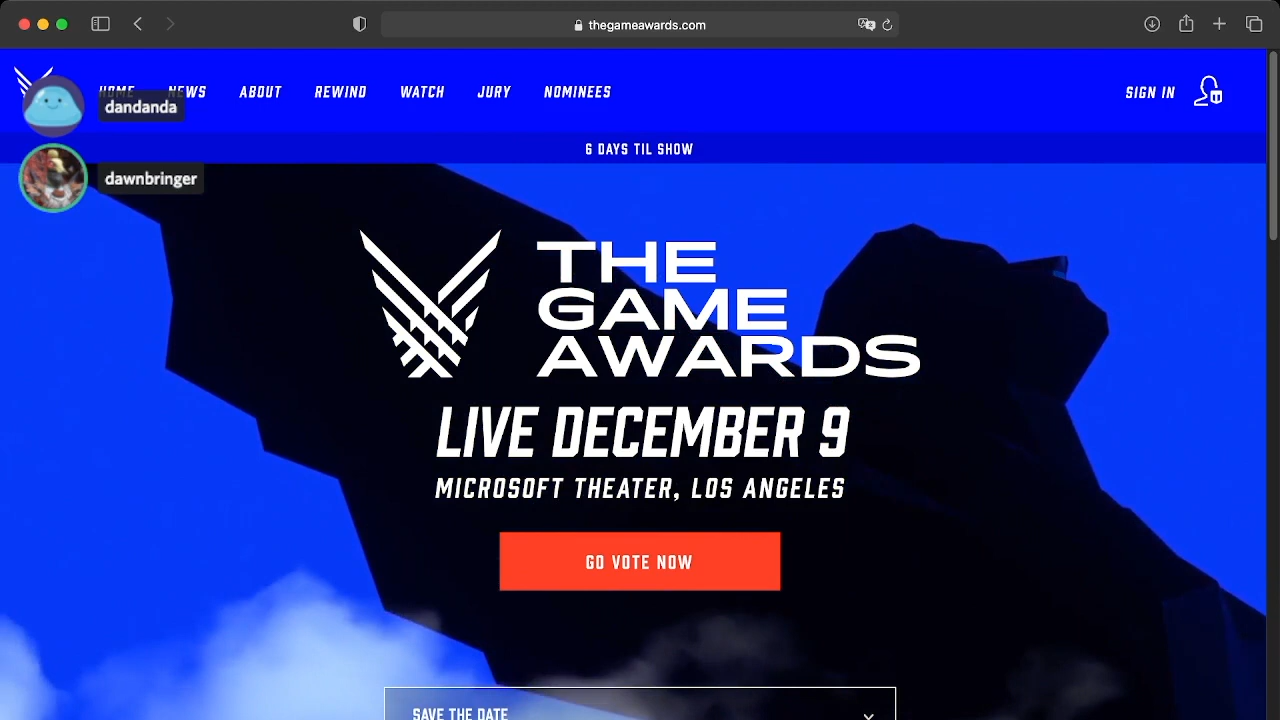 thegameawards.com
HOME NEWS ABOUT REWIND WATCH JURY NOMINEES
SIGN IN
dandanda
6 DAYS TIL SHOW
dawnbringer
THE
GAME
AWARDS
LIVE DECEMBER 9
MICROSOFT THEATER, LOS ANGELES
GO VOTE NOW
SAVE THE DATE